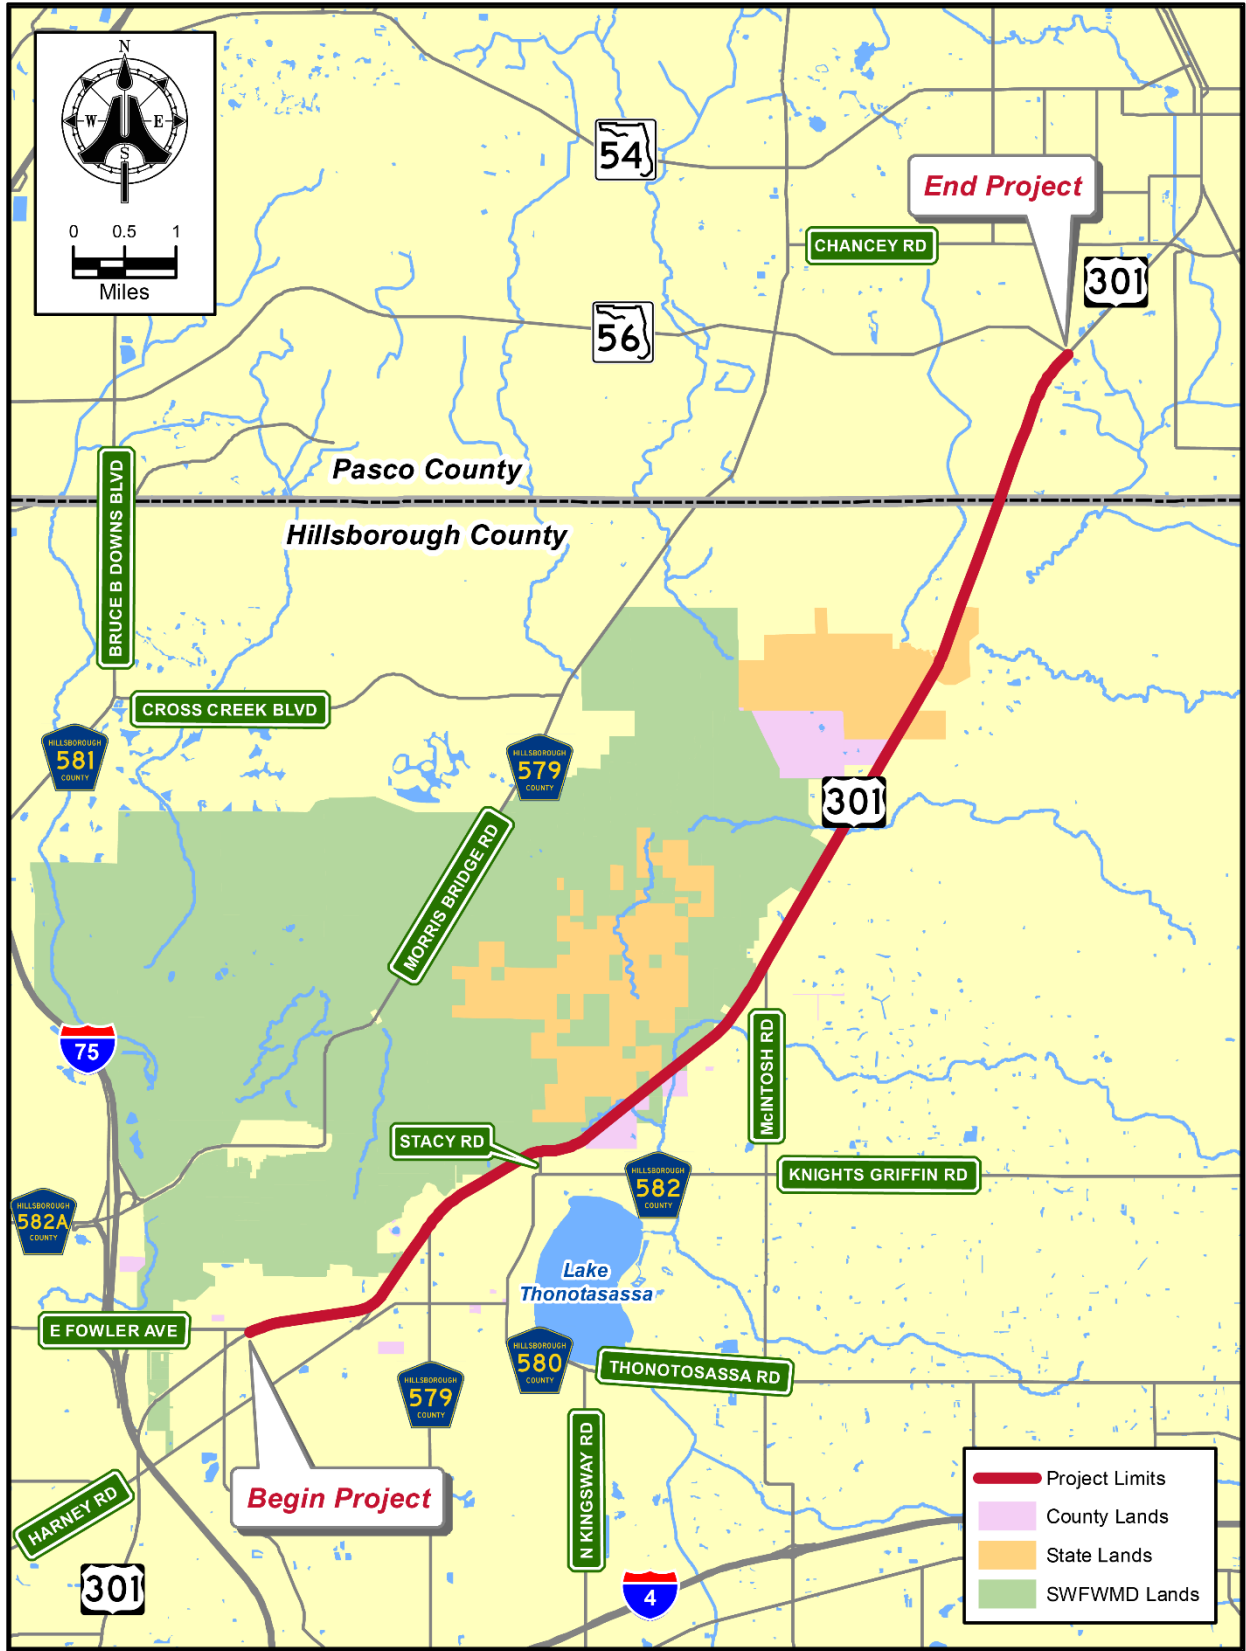 N
W
E
S
0 0.5 1
Miles
54
End Project
CHANCEY RD
301
56
Pasco County
Hillsborough County
BRUCE B DOWNS BLVD
CROSS CREEK BLVD
HILLSBOROUGH
581
COUNTY
HILLSBOROUGH
579
COUNTY
301
MORRIS BRIDGE RD
75
McINTOSH RD
STACY RD
KNIGHTS GRIFFIN RD
HILLSBOROUGH
582
COUNTY
HILLSBOROUGH
582A
COUNTY
Lake
Thonotasassa
E FOWLER AVE
HILLSBOROUGH
580
COUNTY
THONOTOSASSA RD
HILLSBOROUGH
579
COUNTY
N KINGSWAY RD
Begin Project
HARNEY RD
301
4
Project Limits
County Lands
State Lands
SWFWMD Lands